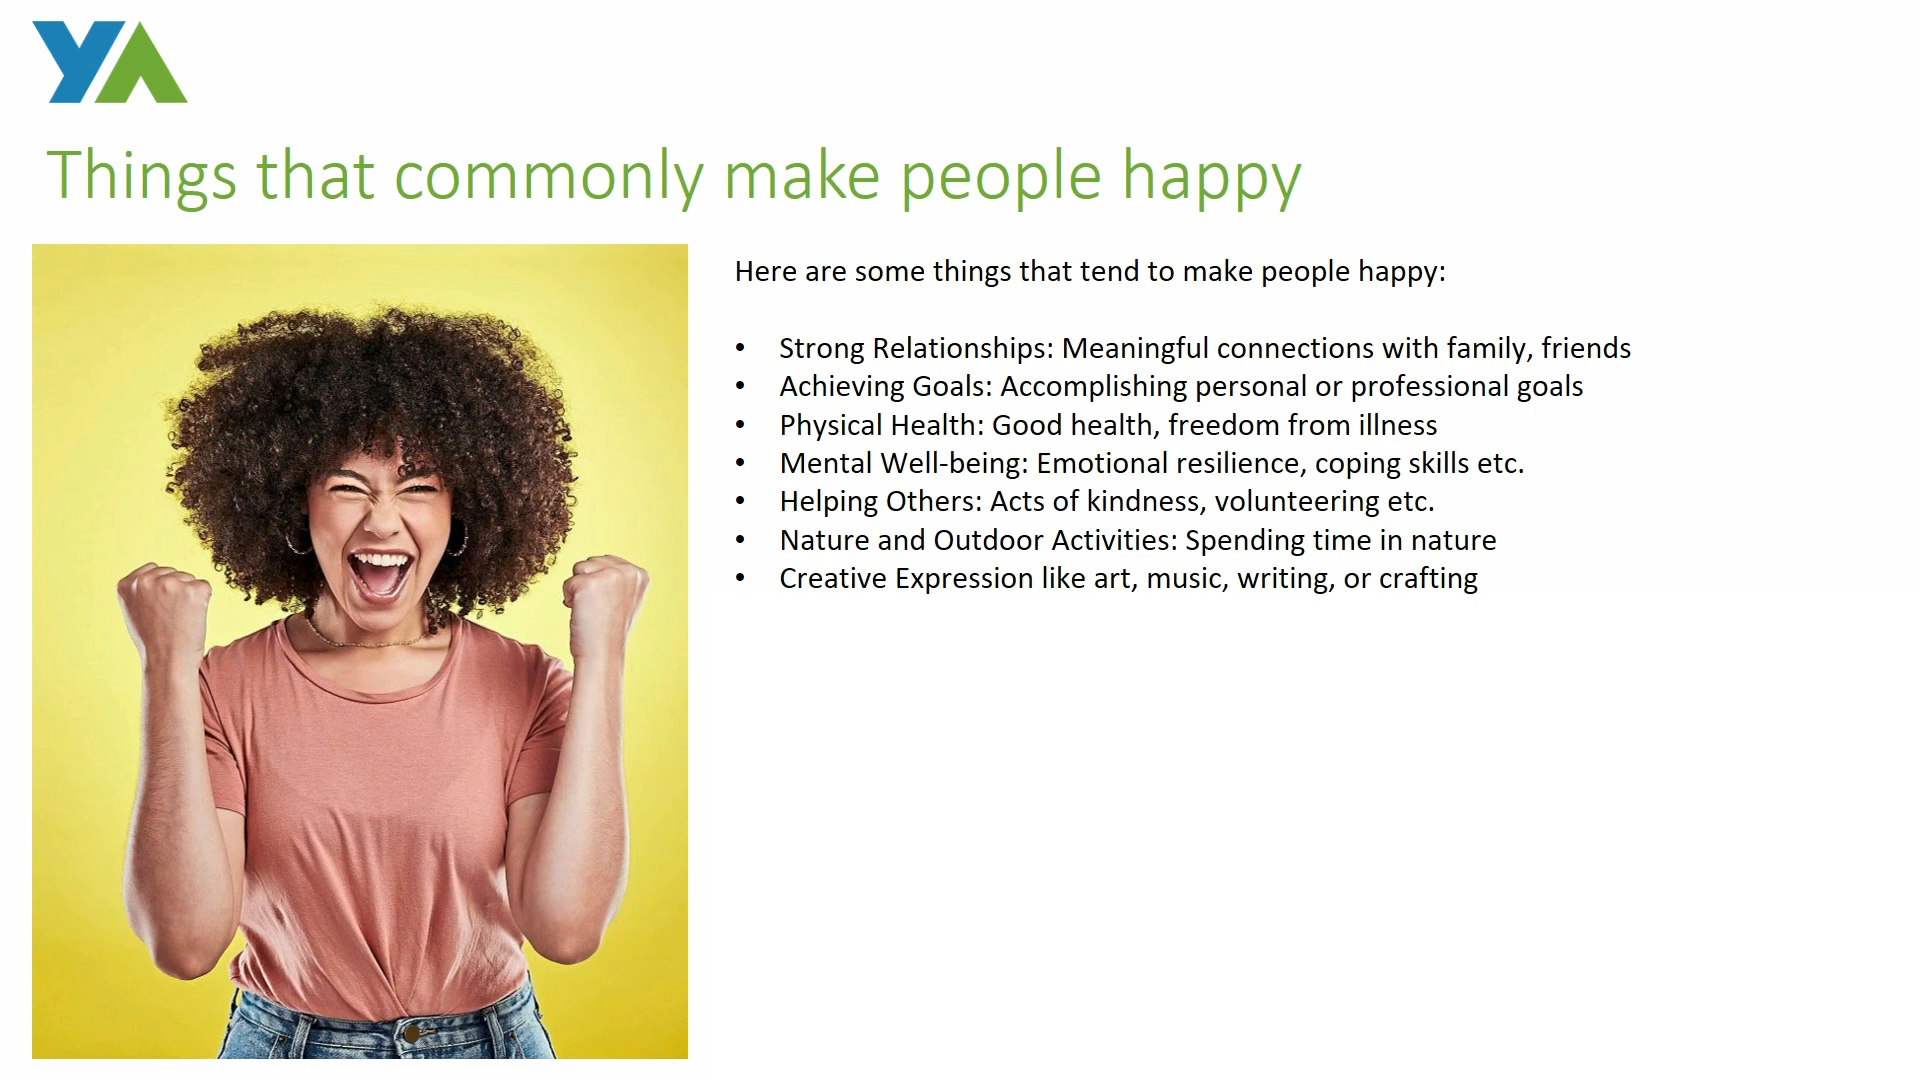 YA
Things that commonly make people happy
Here are some things that tend to make people happy:
• Strong Relationships: Meaningful connections with family, friends
• Achieving Goals: Accomplishing personal or professional goals
• Physical Health: Good health, freedom from illness
• Mental Well-being: Emotional resilience, coping skills etc.
• Helping Others: Acts of kindness, volunteering etc.
• Nature and Outdoor Activities: Spending time in nature
• Creative Expression like art, music, writing, or crafting